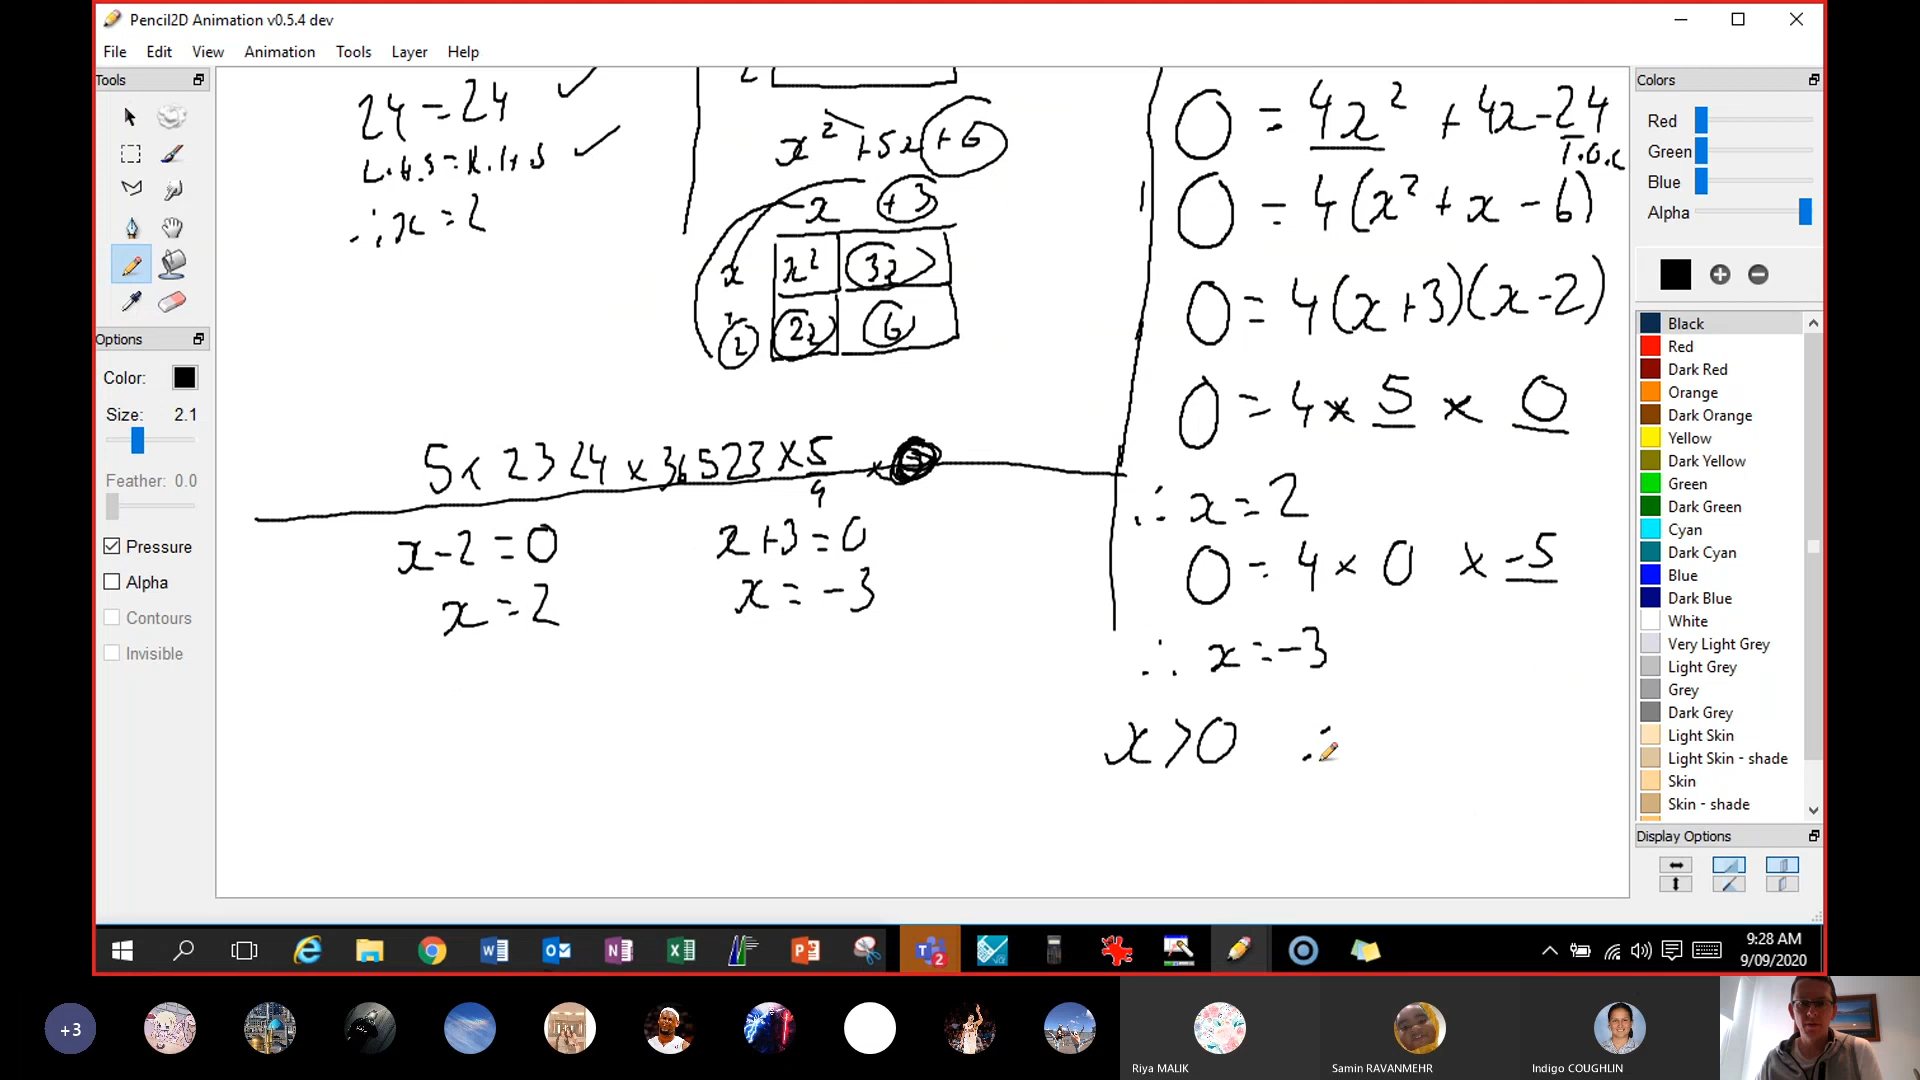 Pencil2D Animation v0.5.4 dev
File Edit View Animation Tools Layer Help
Tools
Options
Color:
Size: 2.1
Feather: 0.0
Pressure
Alpha
Contours
Invisible
24 = 24
L.H.S = R.H.S
∴ x = 2
2
x² + 5x + 6
x +3
x x² 3x
+2 2x 6
5 × 2324 × 36523 × 5 ×
9
x - 2 = 0
x = 2
x + 3 = 0
x = -3
0 = 4x² + 4x - 24
0 = 4(x² + x - 6)
0 = 4(x + 3)(x - 2)
0 = 4 × 5 × 0
∴ x = 2
0 = 4 × 0 × -5
∴ x = -3
x > 0 ∴
Colors
Red
Green
Blue
Alpha
Black
Red
Dark Red
Orange
Dark Orange
Yellow
Dark Yellow
Green
Dark Green
Cyan
Dark Cyan
Blue
Dark Blue
White
Very Light Grey
Light Grey
Grey
Dark Grey
Light Skin
Light Skin - shade
Skin
Skin - shade
Display Options
2
9:28 AM
9/09/2020
+3
Riya MALIK
Samin RAVANMEHR
Indigo COUGHLIN